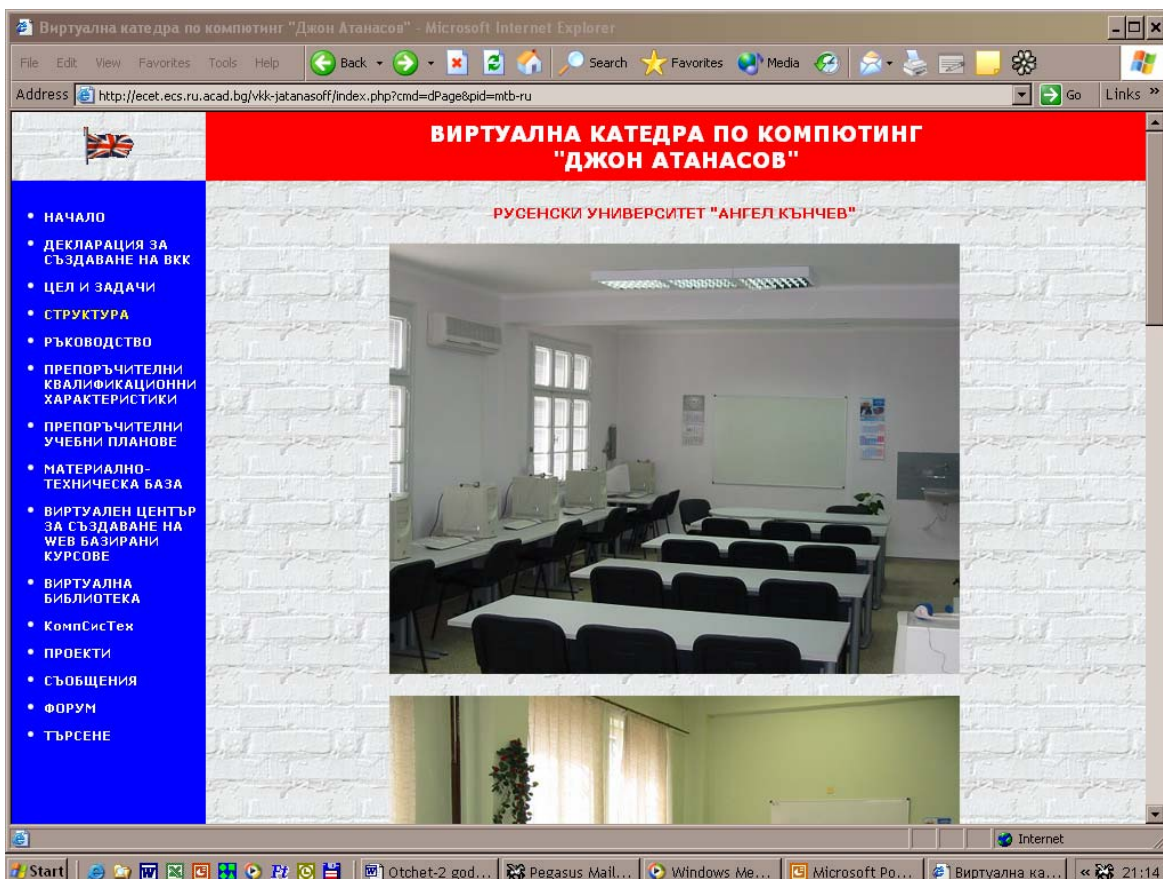 Виртуална катедра по компютинг "Джон Атанасов" - Microsoft Internet Explorer
File Edit View Favorites Tools Help Back Search Favorites Media
Address http://ecet.ecs.ru.acad.bg/vkk-jatanasoff/index.php?cmd=dPage&pid=mtb-ru Go Links »
ВИРТУАЛНА КАТЕДРА ПО КОМПЮТИНГ
"ДЖОН АТАНАСОВ"
• НАЧАЛО
• ДЕКЛАРАЦИЯ ЗА
СЪЗДАВАНЕ НА ВКК
• ЦЕЛ И ЗАДАЧИ
• СТРУКТУРА
• РЪКОВОДСТВО
• ПРЕПОРЪЧИТЕЛНИ
КВАЛИФИКАЦИОННИ
ХАРАКТЕРИСТИКИ
• ПРЕПОРЪЧИТЕЛНИ
УЧЕБНИ ПЛАНОВЕ
• МАТЕРИАЛНО-
ТЕХНИЧЕСКА БАЗА
• ВИРТУАЛЕН ЦЕНТЪР
ЗА СЪЗДАВАНЕ НА
WEB БАЗИРАНИ
КУРСОВЕ
• ВИРТУАЛНА
БИБЛИОТЕКА
• КомпСисТех
• ПРОЕКТИ
• СЪОБЩЕНИЯ
• ФОРУМ
• ТЪРСЕНЕ
РУСЕНСКИ УНИВЕРСИТЕТ "АНГЕЛ КЪНЧЕВ"
Internet
Start Otchet-2 god... Pegasus Mail... Windows Me... Microsoft Po... Виртуална ка... « 21:14